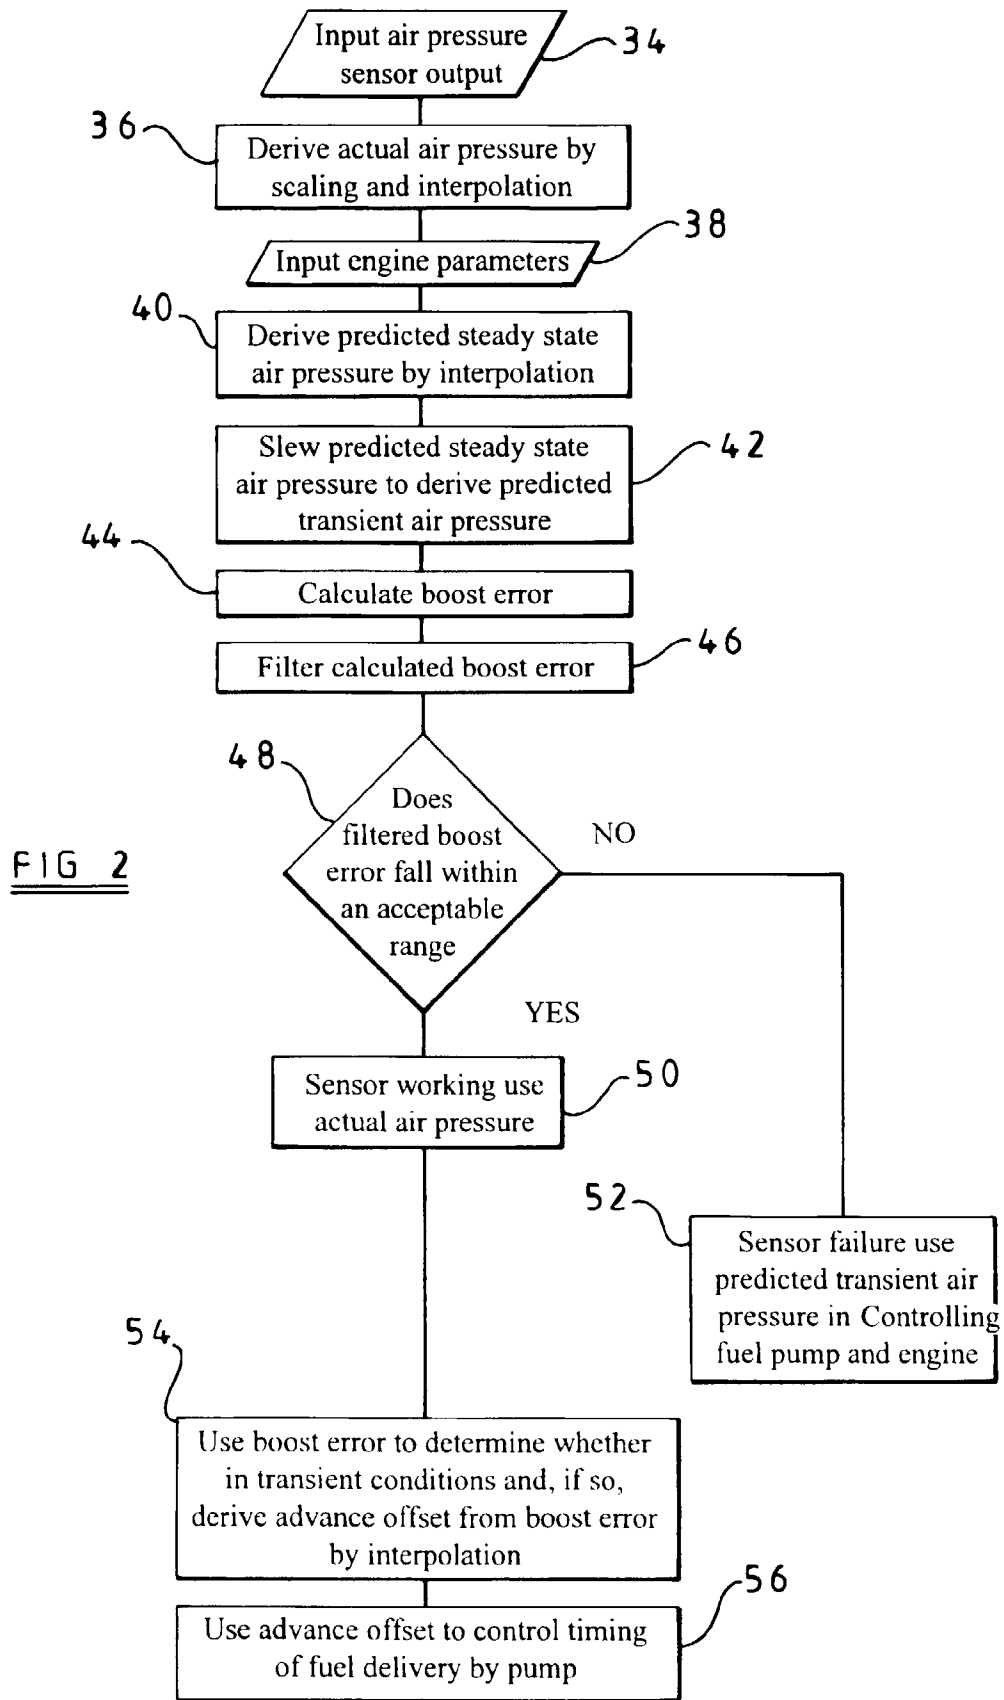 Input air pressure
sensor output
34
36
Derive actual air pressure by
scaling and interpolation
38
Input engine parameters
40
Derive predicted steady state
air pressure by interpolation
Slew predicted steady state
air pressure to derive predicted
transient air pressure
42
44
Calculate boost error
Filter calculated boost error
46
48
Does
filtered boost
error fall within
an acceptable
range
NO
FIG 2
YES
Sensor working use
actual air pressure
50
52
Sensor failure use
predicted transient air
pressure in Controlling
fuel pump and engine
54
Use boost error to determine whether
in transient conditions and, if so,
derive advance offset from boost error
by interpolation
56
Use advance offset to control timing
of fuel delivery by pump